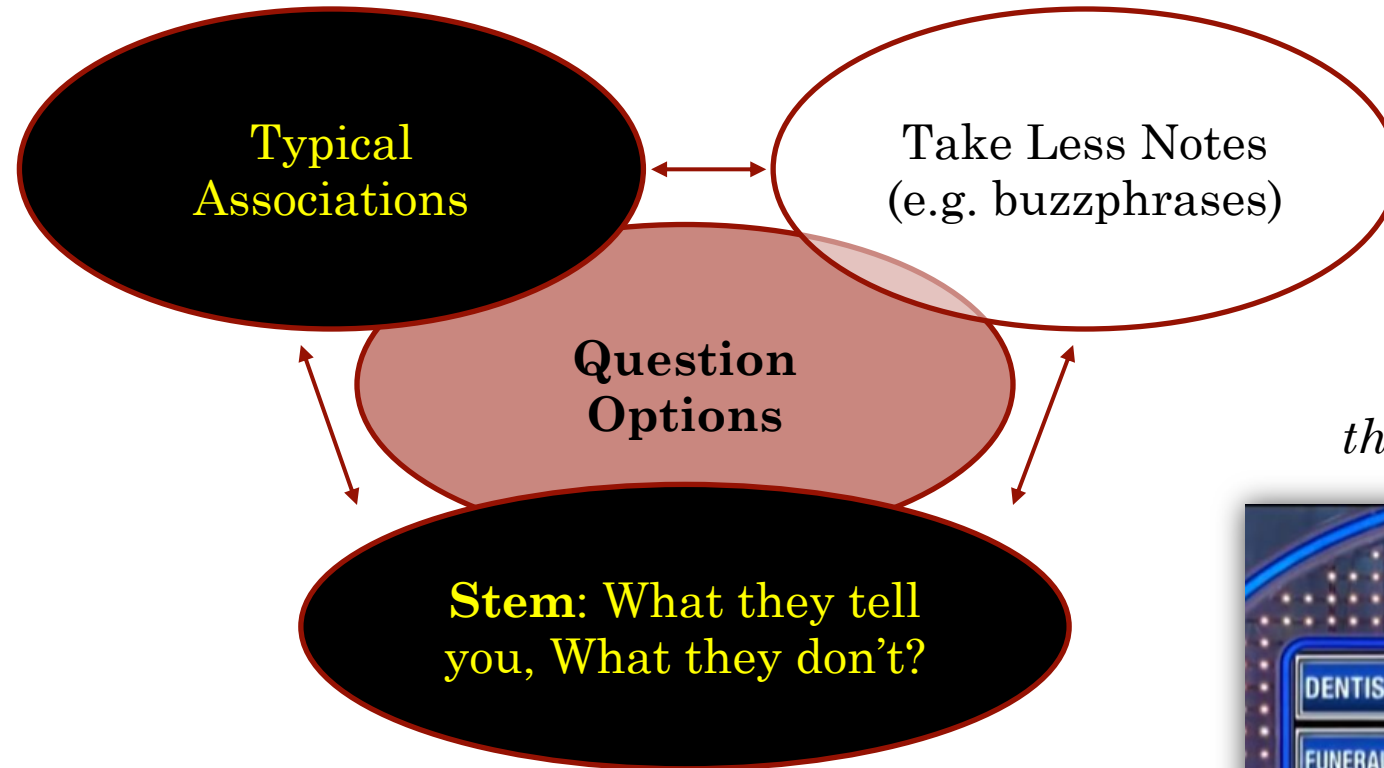 Typical
Associations
Take Less Notes
(e.g. buzzphrases)
Question
Options
th
Stem: What they tell
you, What they don’t?
DENTIS
FUNERA